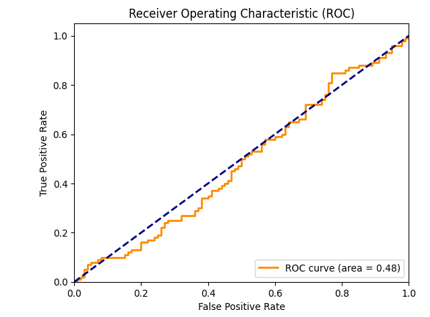 Receiver Operating Characteristic (ROC)
1.0
0.8
0.6
0.4
0.2
0.0
True Positive Rate
ROC curve (area = 0.48)
0.0 0.2 0.4 0.6 0.8 1.0
False Positive Rate